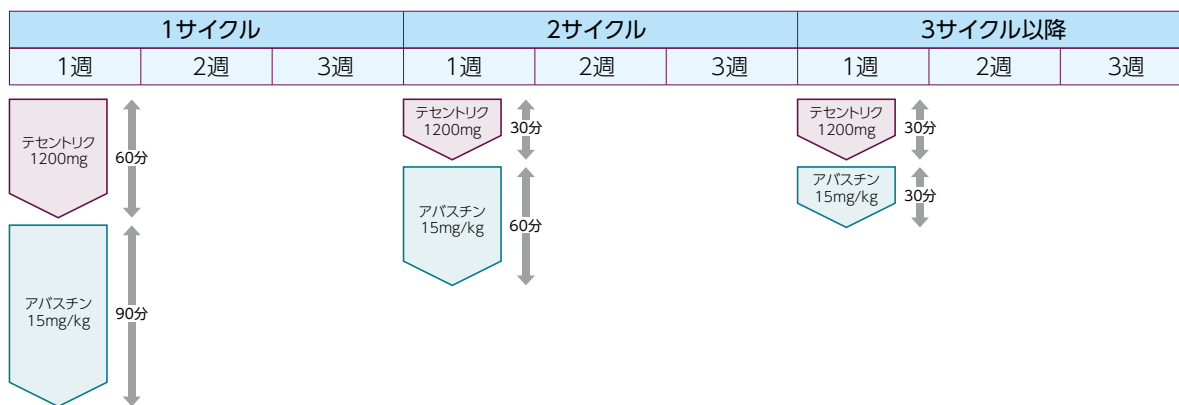 1サイクル 2サイクル 3サイクル以降
1週 2週 3週 1週 2週 3週 1週 2週 3週
テセントリク
1200mg
60分
アバスチン
15mg/kg
90分
テセントリク
1200mg
30分
アバスチン
15mg/kg
60分
テセントリク
1200mg
30分
アバスチン
15mg/kg
30分